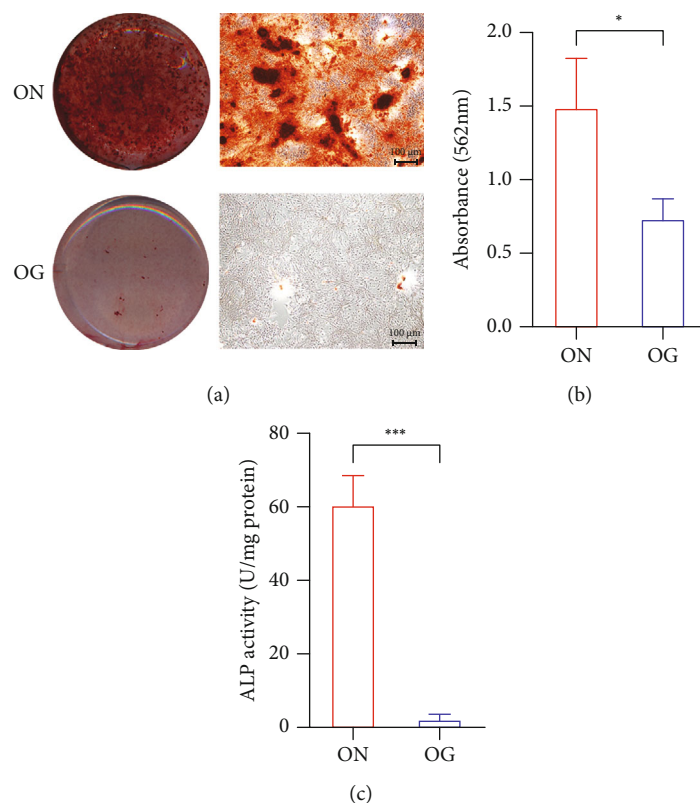 ON
100 μm
OG
100 μm
(a)
*
Absorbance (562nm)
2.0
1.5
1.0
0.5
0.0
ON
OG
(b)
***
ALP activity (U/mg protein)
80
60
40
20
0
ON
OG
(c)